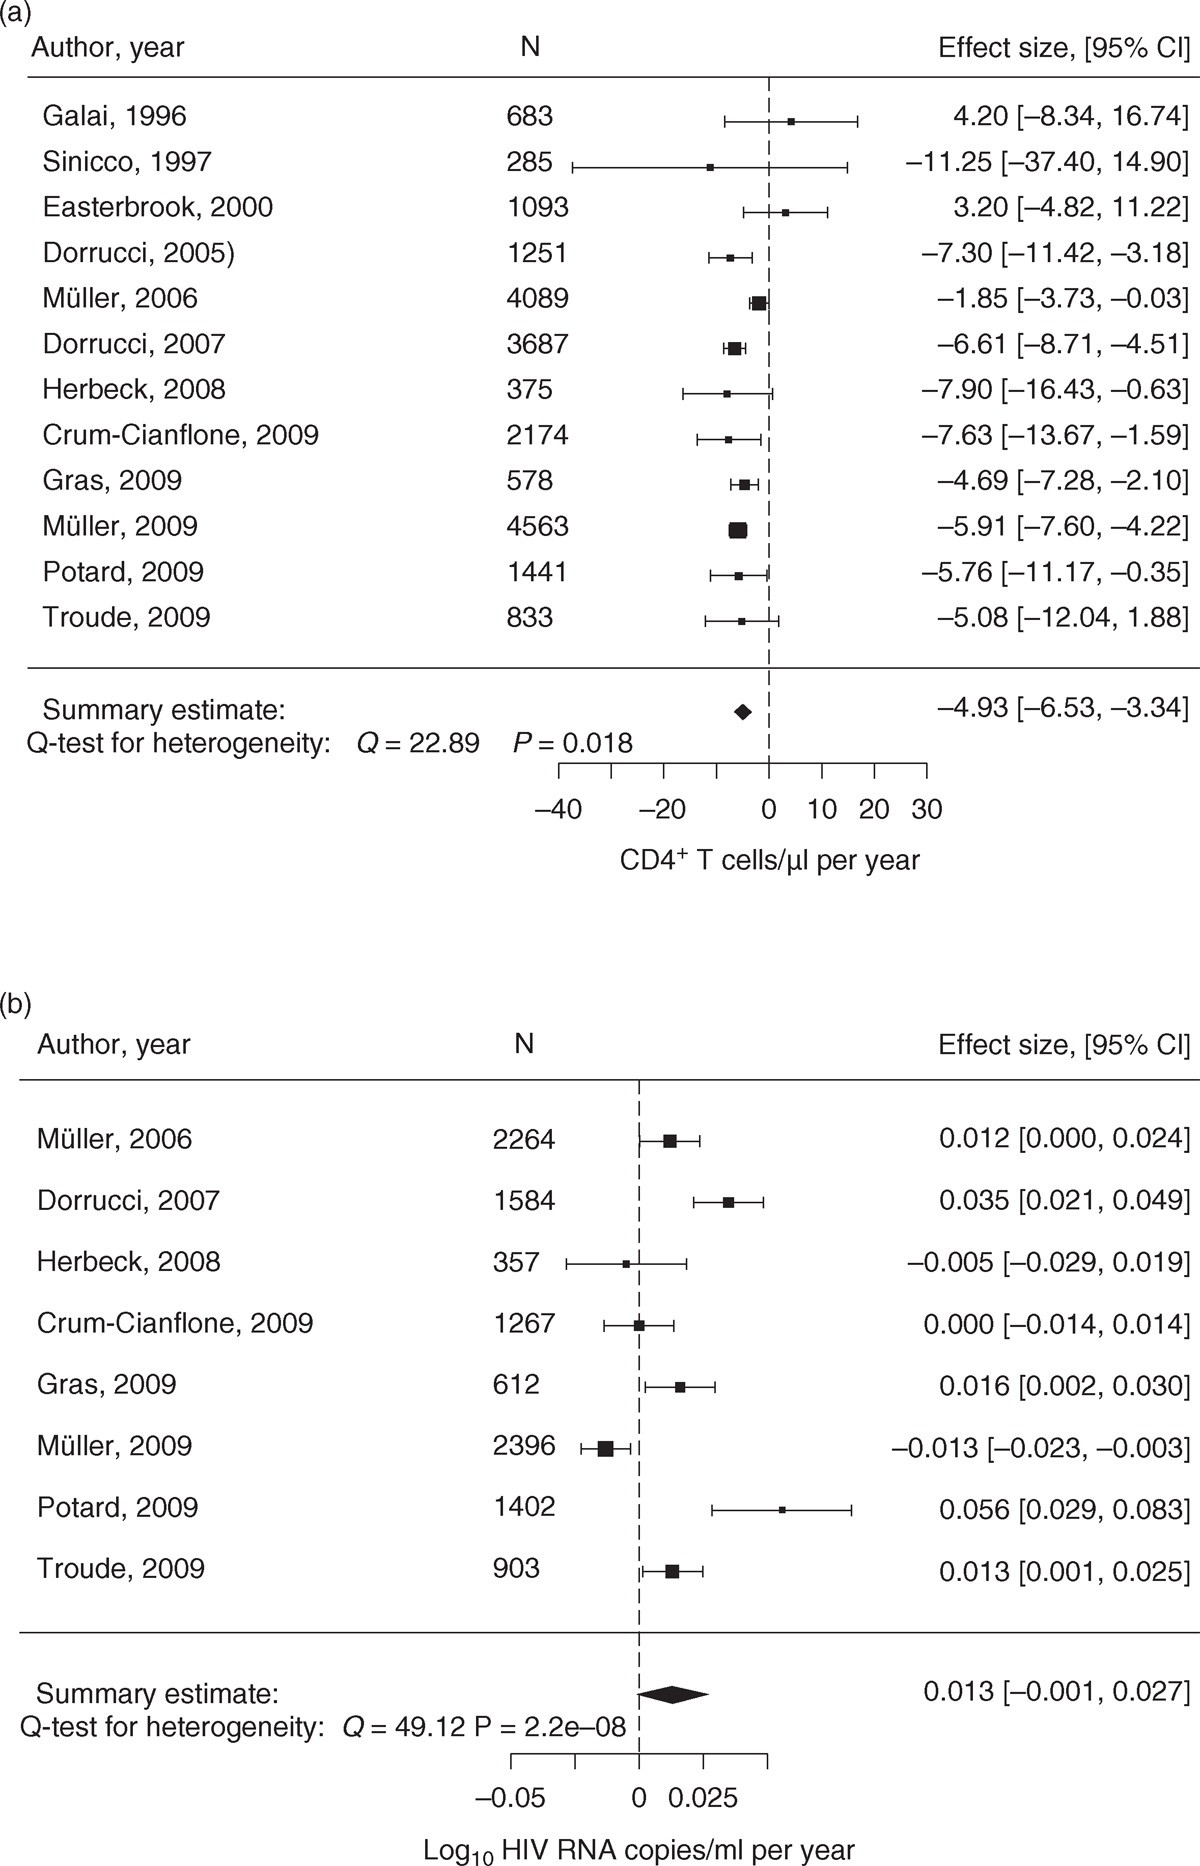 (a)
Author, year N Effect size, [95% CI]
Galai, 1996 683 4.20 [–8.34, 16.74]
Sinicco, 1997 285 –11.25 [–37.40, 14.90]
Easterbrook, 2000 1093 3.20 [–4.82, 11.22]
Dorrucci, 2005) 1251 –7.30 [–11.42, –3.18]
Müller, 2006 4089 –1.85 [–3.73, –0.03]
Dorrucci, 2007 3687 –6.61 [–8.71, –4.51]
Herbeck, 2008 375 –7.90 [–16.43, –0.63]
Crum-Cianflone, 2009 2174 –7.63 [–13.67, –1.59]
Gras, 2009 578 –4.69 [–7.28, –2.10]
Müller, 2009 4563 –5.91 [–7.60, –4.22]
Potard, 2009 1441 –5.76 [–11.17, –0.35]
Troude, 2009 833 –5.08 [–12.04, 1.88]
Summary estimate: –4.93 [–6.53, –3.34]
Q-test for heterogeneity: Q = 22.89 P = 0.018
–40 –20 0 10 20 30
CD4⁺ T cells/µl per year
(b)
Author, year N Effect size, [95% CI]
Müller, 2006 2264 0.012 [0.000, 0.024]
Dorrucci, 2007 1584 0.035 [0.021, 0.049]
Herbeck, 2008 357 –0.005 [–0.029, 0.019]
Crum-Cianflone, 2009 1267 0.000 [–0.014, 0.014]
Gras, 2009 612 0.016 [0.002, 0.030]
Müller, 2009 2396 –0.013 [–0.023, –0.003]
Potard, 2009 1402 0.056 [0.029, 0.083]
Troude, 2009 903 0.013 [0.001, 0.025]
Summary estimate: 0.013 [–0.001, 0.027]
Q-test for heterogeneity: Q = 49.12 P = 2.2e–08
–0.05 0 0.025
Log₁₀ HIV RNA copies/ml per year